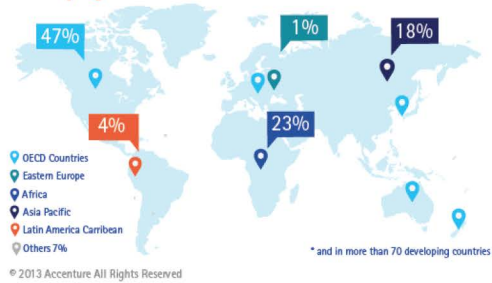 47%
1%
18%
4%
23%
OECD Countries
Eastern Europe
Africa
Asia Pacific
Latin America Carribean
Others 7%
* and in more than 70 developing countries
© 2013 Accenture All Rights Reserved